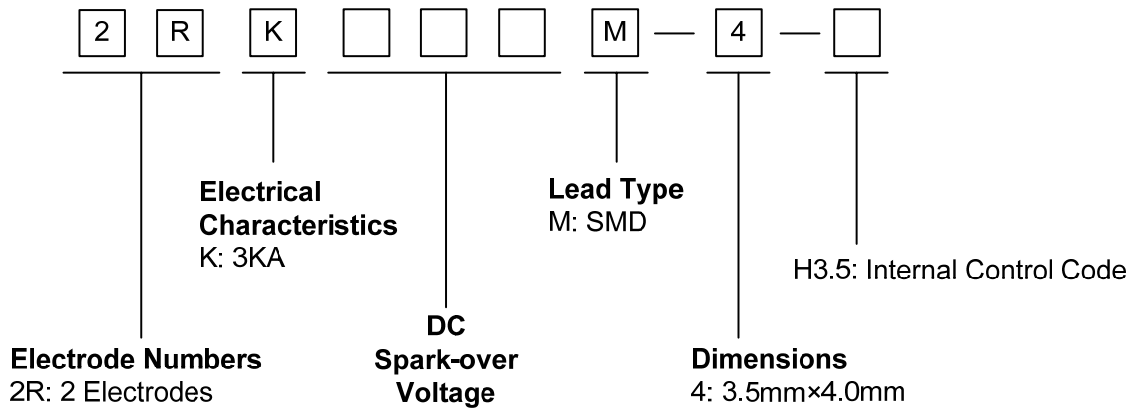 2 R K M 4
Electrical
Characteristics
K: 3KA
Lead Type
M: SMD
H3.5: Internal Control Code
DC
Spark-over
Voltage
Electrode Numbers
2R: 2 Electrodes
Dimensions
4: 3.5mm×4.0mm